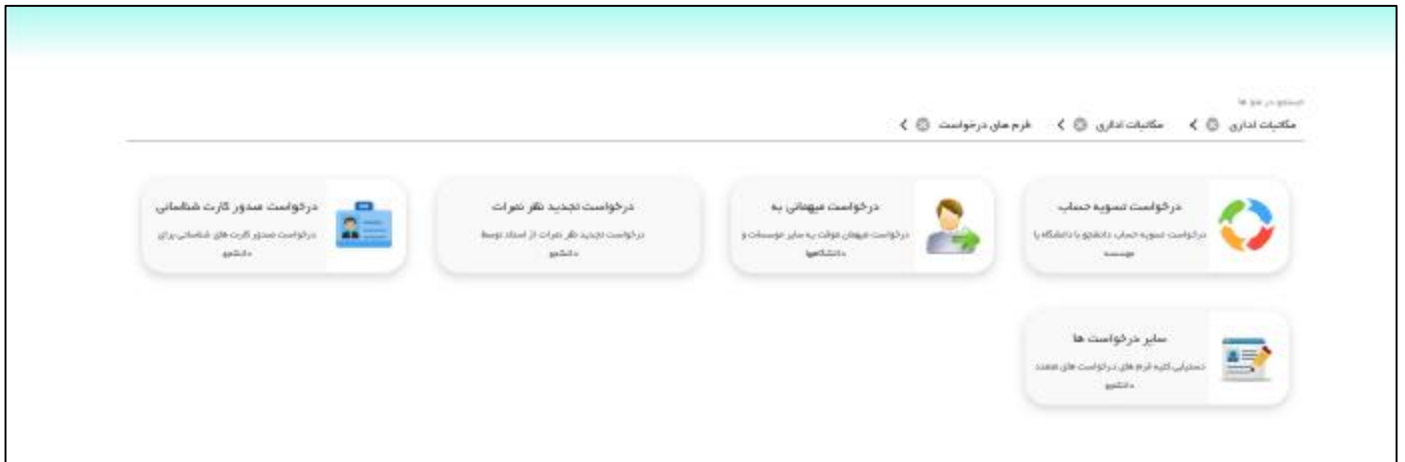 جستجو در منو ها
مکاتبات اداری
مکاتبات اداری
فرم های درخواست
درخواست تسویه حساب
درخواست تسویه حساب دانشجو با دانشگاه یا
موسسه
درخواست میهمانی به
درخواست میهمان موقت به سایر موسسات و
دانشگاهها
درخواست تجدید نظر نمرات
درخواست تجدید نظر نمرات از استاد توسط
دانشجو
درخواست صدور کارت شناسائی
درخواست صدور کارت های شناسائی برای
دانشجو
سایر درخواست ها
دستیابی کلیه فرم های درخواست های متعدد
دانشجو